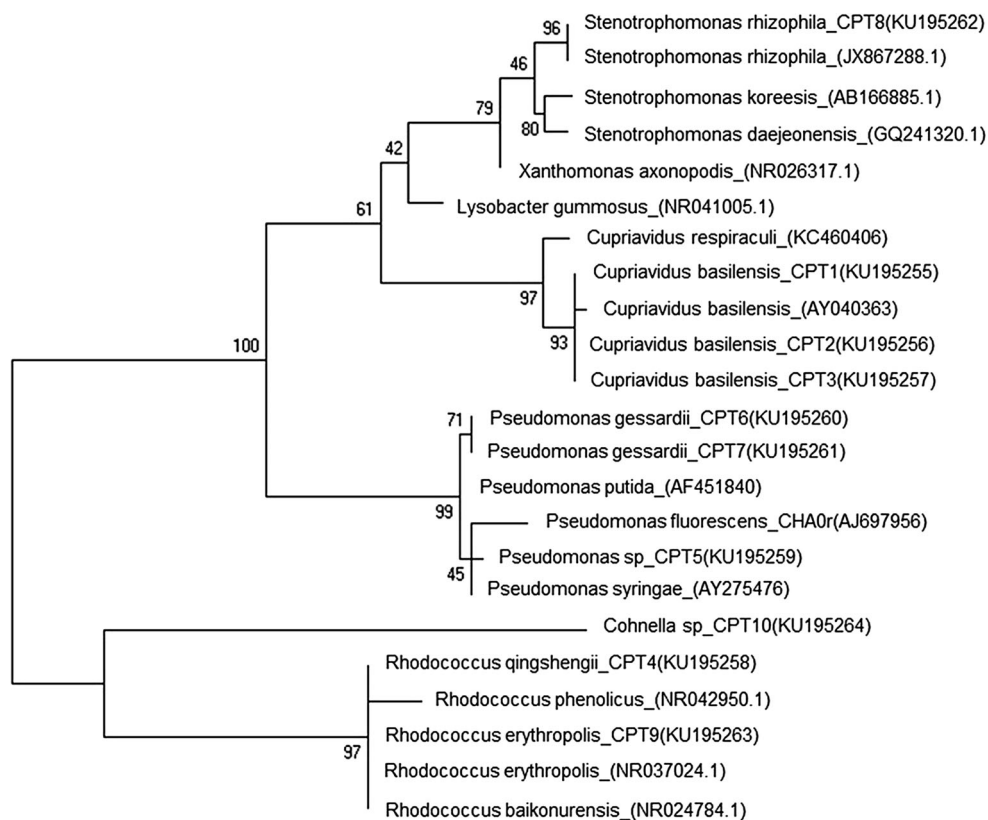 Stenotrophomonas rhizophila_CPT8(KU195262)
96
Stenotrophomonas rhizophila_(JX867288.1)
46
Stenotrophomonas koreesis_(AB166885.1)
79
80
Stenotrophomonas daejeonensis_(GQ241320.1)
42
Xanthomonas axonopodis_(NR026317.1)
61
Lysobacter gummosus_(NR041005.1)
Cupriavidus respiraculi_(KC460406)
Cupriavidus basilensis_CPT1(KU195255)
97
Cupriavidus basilensis_(AY040363)
93
Cupriavidus basilensis_CPT2(KU195256)
100
Cupriavidus basilensis_CPT3(KU195257)
71
Pseudomonas gessardii_CPT6(KU195260)
Pseudomonas gessardii_CPT7(KU195261)
Pseudomonas putida_(AF451840)
99
Pseudomonas fluorescens_CHA0r(AJ697956)
Pseudomonas sp_CPT5(KU195259)
45
Pseudomonas syringae_(AY275476)
Cohnella sp_CPT10(KU195264)
Rhodococcus qingshengii_CPT4(KU195258)
Rhodococcus phenolicus_(NR042950.1)
Rhodococcus erythropolis_CPT9(KU195263)
97
Rhodococcus erythropolis_(NR037024.1)
Rhodococcus baikonurensis_(NR024784.1)